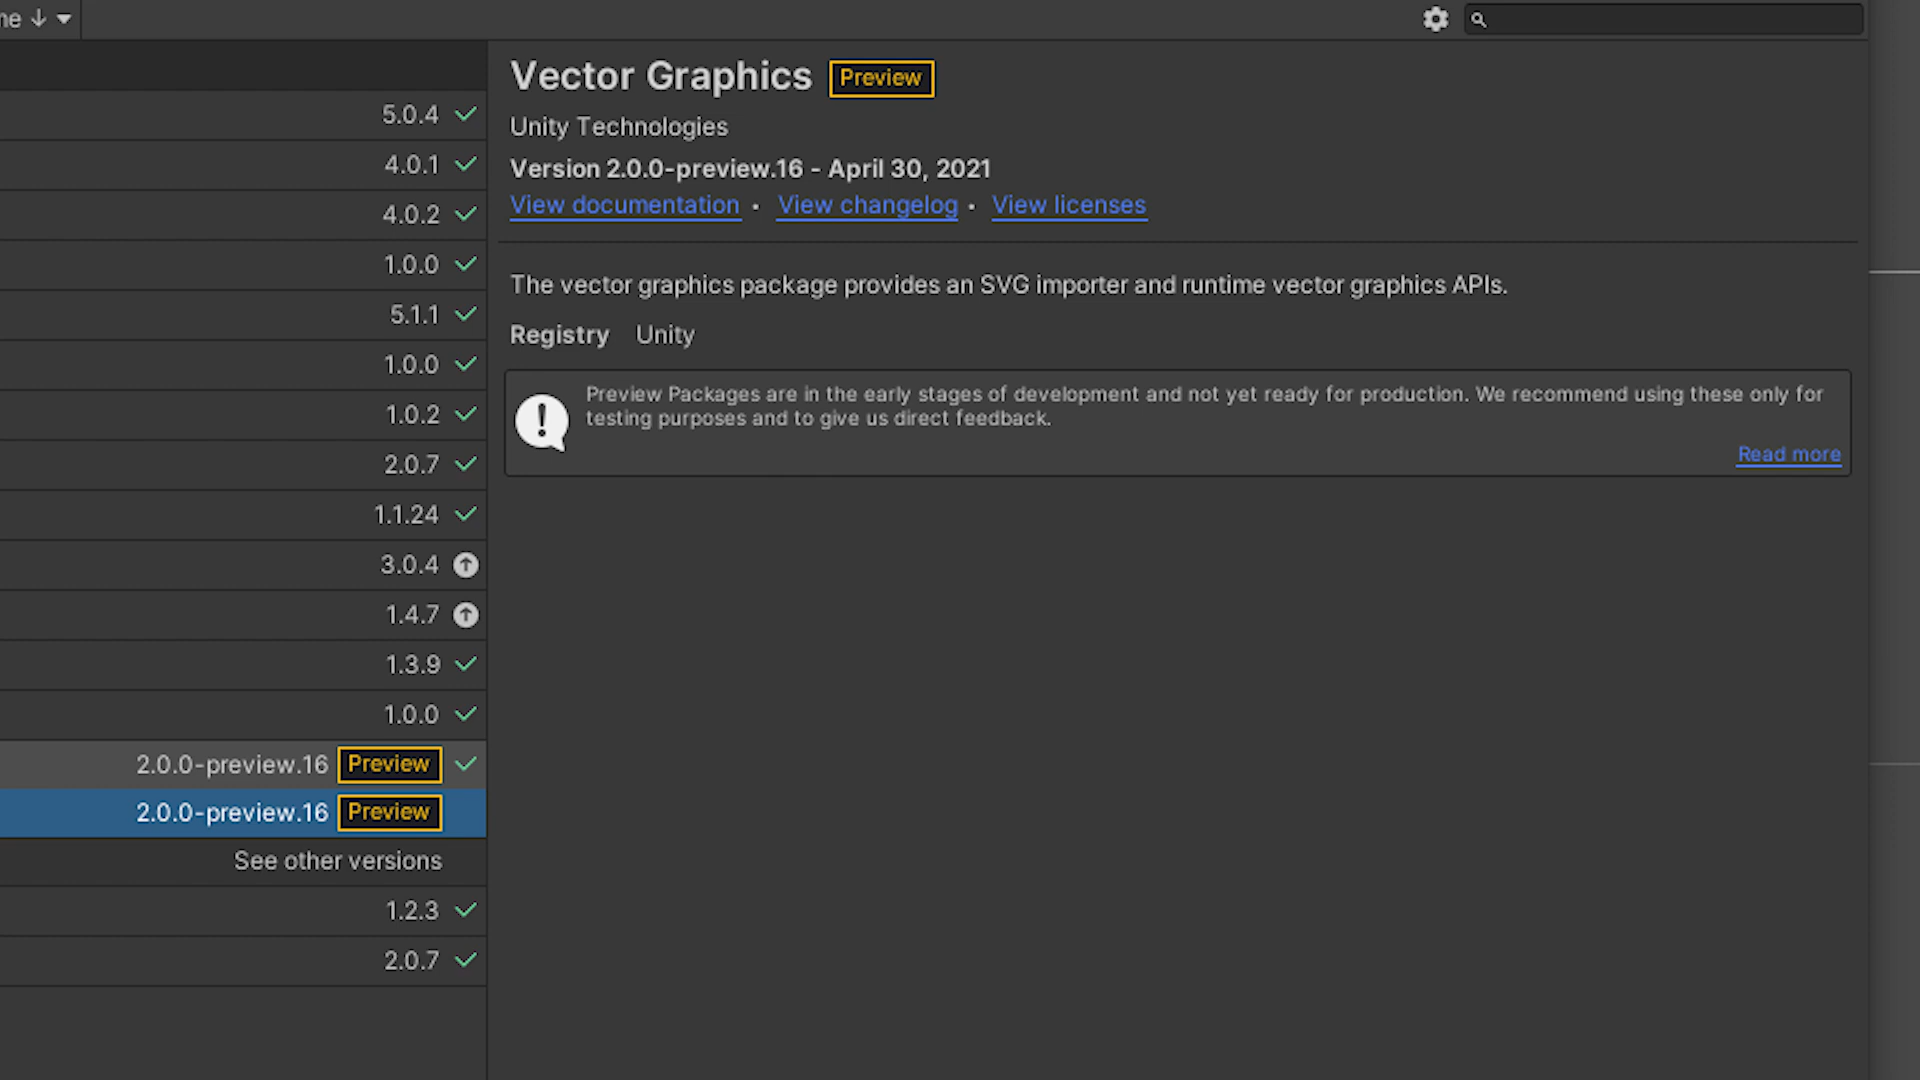 Vector Graphics Preview
Unity Technologies
Version 2.0.0-preview.16 - April 30, 2021
View documentation • View changelog • View licenses
The vector graphics package provides an SVG importer and runtime vector graphics APIs.
Registry Unity
Preview Packages are in the early stages of development and not yet ready for production. We recommend using these only for
testing purposes and to give us direct feedback.
Read more
5.0.4
4.0.1
4.0.2
1.0.0
5.1.1
1.0.0
1.0.2
2.0.7
1.1.24
3.0.4
1.4.7
1.3.9
1.0.0
2.0.0-preview.16 Preview
2.0.0-preview.16 Preview
See other versions
1.2.3
2.0.7